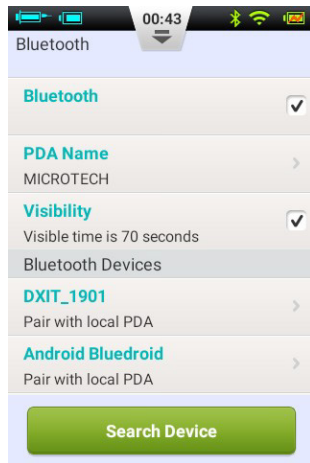 00:43
Bluetooth
Bluetooth
PDA Name
MICROTECH
Visibility
Visible time is 70 seconds
Bluetooth Devices
DXIT_1901
Pair with local PDA
Android Bluedroid
Pair with local PDA
Search Device